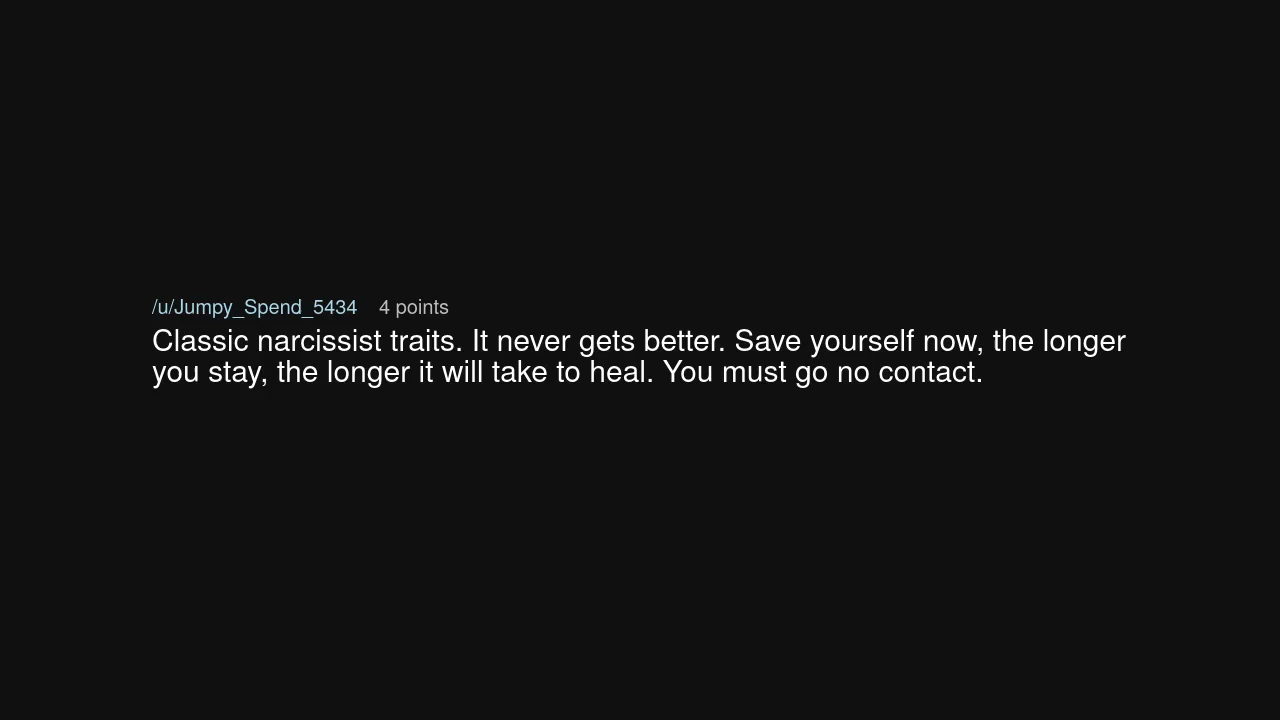 /u/Jumpy_Spend_5434 4 points
Classic narcissist traits. It never gets better. Save yourself now, the longer
you stay, the longer it will take to heal. You must go no contact.